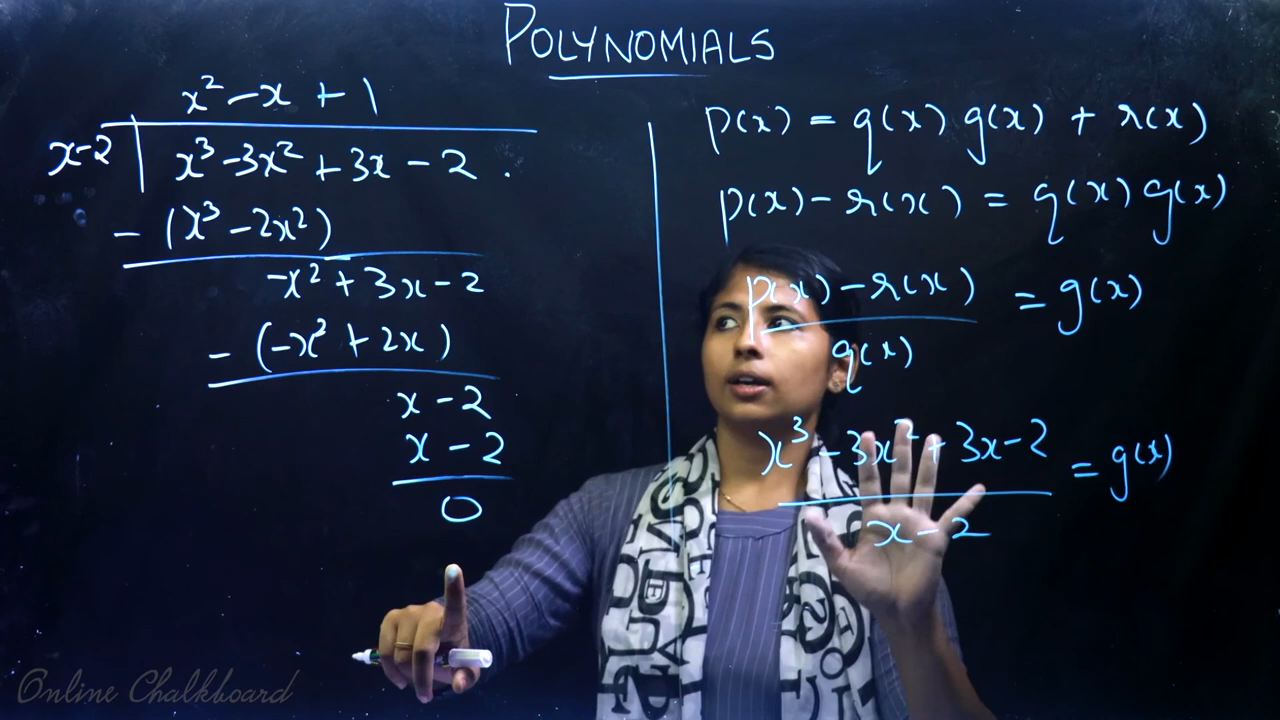 POLYNOMIALS
x² - x + 1
x-2 | x³ - 3x² + 3x - 2 .
- (x³ - 2x²)
-x² + 3x - 2
- (-x² + 2x)
x - 2
x - 2
0
p(x) = q(x) g(x) + r(x)
p(x) - r(x) = q(x) g(x)
p(x) - r(x)
= g(x)
q(x)
x³ - 3x² + 3x - 2
= g(x)
x - 2
Online Chalkboard